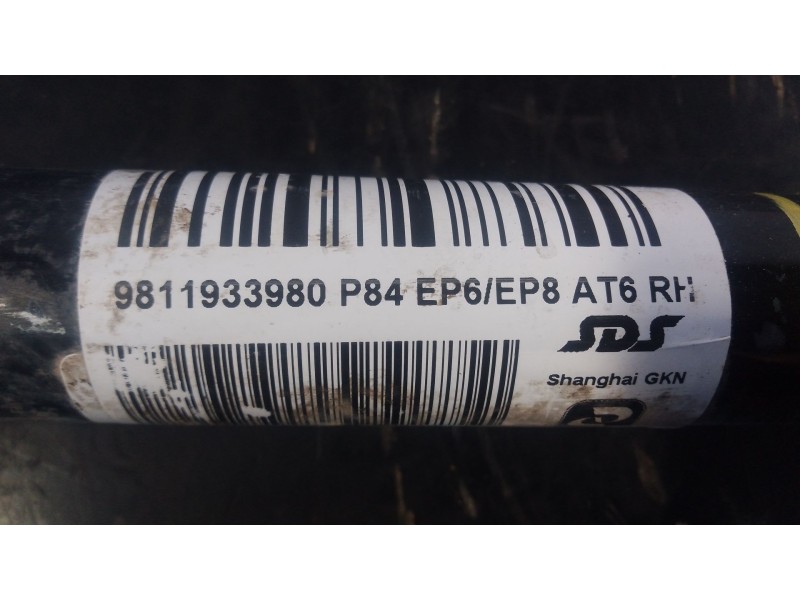 9811933980 P84 EP6/EP8 AT6 RH
SDS
Shanghai GKN